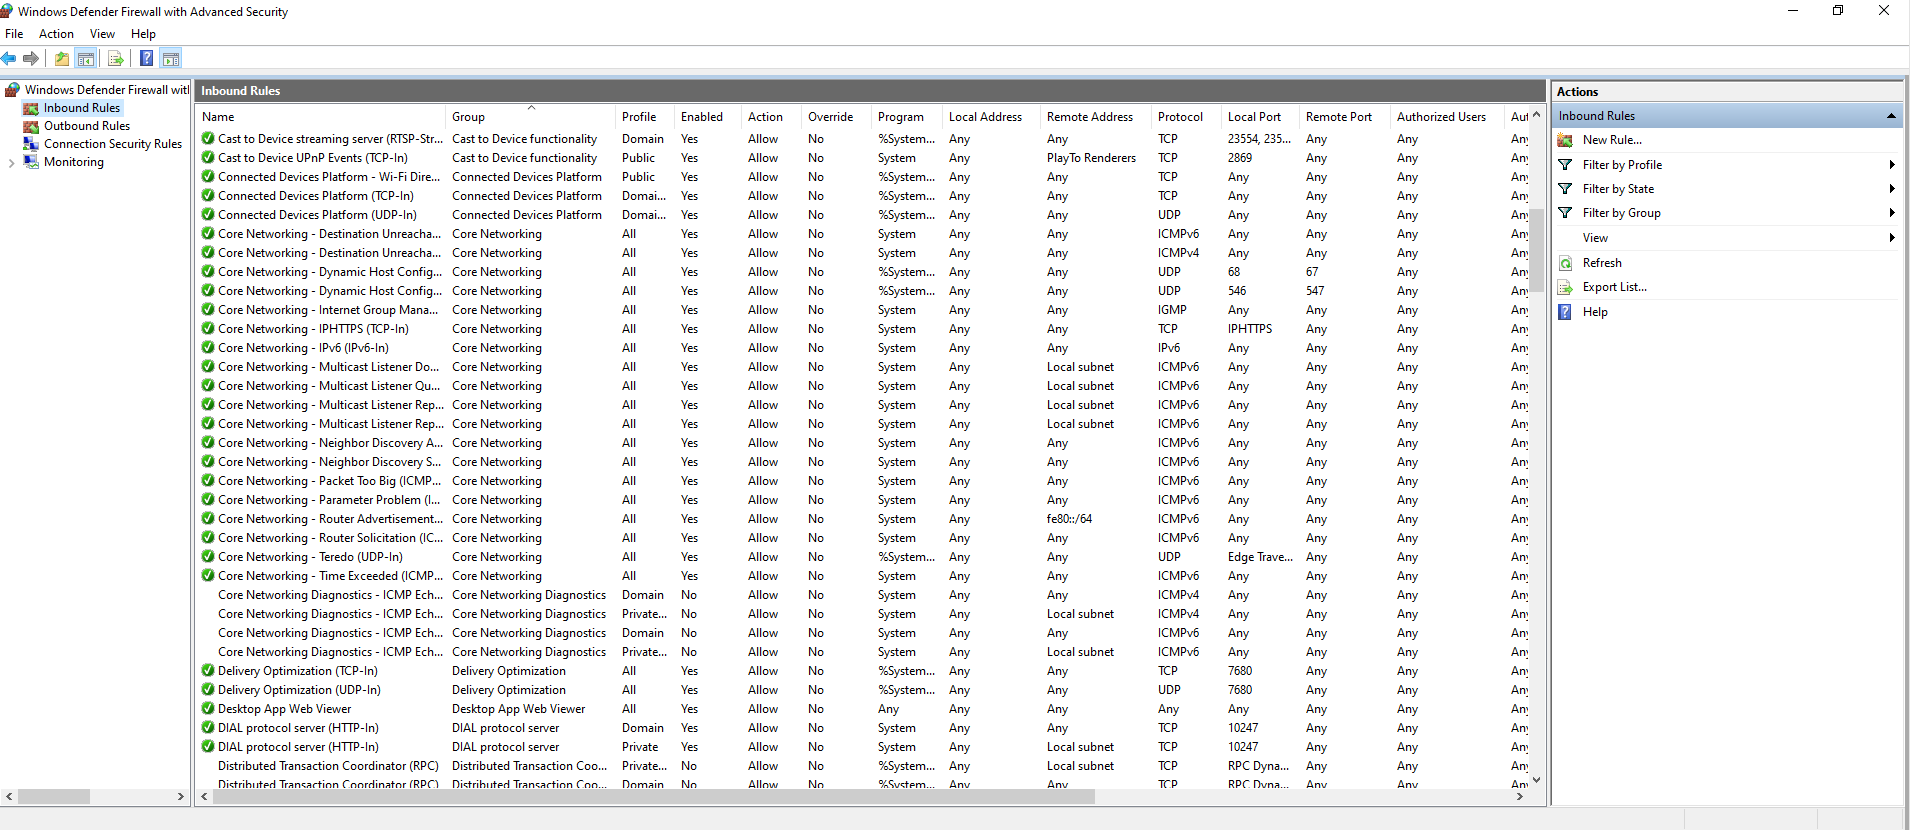 Windows Defender Firewall with Advanced Security
File Action View Help
Windows Defender Firewall with
Inbound Rules
Outbound Rules
Connection Security Rules
Monitoring
Inbound Rules
Name Group Profile Enabled Action Override Program Local Address Remote Address Protocol Local Port Remote Port Authorized Users Aut
Cast to Device streaming server (RTSP-Str... Cast to Device functionality Domain Yes Allow No %System... Any Any TCP 23554, 235... Any Any Any
Cast to Device UPnP Events (TCP-In) Cast to Device functionality Public Yes Allow No System Any PlayTo Renderers TCP 2869 Any Any Any
Connected Devices Platform - Wi-Fi Dire... Connected Devices Platform Public Yes Allow No %System... Any Any TCP Any Any Any Any
Connected Devices Platform (TCP-In) Connected Devices Platform Domai... Yes Allow No %System... Any Any TCP Any Any Any Any
Connected Devices Platform (UDP-In) Connected Devices Platform Domai... Yes Allow No %System... Any Any UDP Any Any Any Any
Core Networking - Destination Unreacha... Core Networking All Yes Allow No System Any Any ICMPv6 Any Any Any Any
Core Networking - Destination Unreacha... Core Networking All Yes Allow No System Any Any ICMPv4 Any Any Any Any
Core Networking - Dynamic Host Config... Core Networking All Yes Allow No %System... Any Any UDP 68 67 Any Any
Core Networking - Dynamic Host Config... Core Networking All Yes Allow No %System... Any Any UDP 546 547 Any Any
Core Networking - Internet Group Mana... Core Networking All Yes Allow No System Any Any IGMP Any Any Any Any
Core Networking - IPHTTPS (TCP-In) Core Networking All Yes Allow No System Any Any TCP IPHTTPS Any Any Any
Core Networking - IPv6 (IPv6-In) Core Networking All Yes Allow No System Any Any IPv6 Any Any Any Any
Core Networking - Multicast Listener Do... Core Networking All Yes Allow No System Any Local subnet ICMPv6 Any Any Any Any
Core Networking - Multicast Listener Qu... Core Networking All Yes Allow No System Any Local subnet ICMPv6 Any Any Any Any
Core Networking - Multicast Listener Rep... Core Networking All Yes Allow No System Any Local subnet ICMPv6 Any Any Any Any
Core Networking - Multicast Listener Rep... Core Networking All Yes Allow No System Any Local subnet ICMPv6 Any Any Any Any
Core Networking - Neighbor Discovery A... Core Networking All Yes Allow No System Any Any ICMPv6 Any Any Any Any
Core Networking - Neighbor Discovery S... Core Networking All Yes Allow No System Any Any ICMPv6 Any Any Any Any
Core Networking - Packet Too Big (ICMP... Core Networking All Yes Allow No System Any Any ICMPv6 Any Any Any Any
Core Networking - Parameter Problem (I... Core Networking All Yes Allow No System Any Any ICMPv6 Any Any Any Any
Core Networking - Router Advertisement... Core Networking All Yes Allow No System Any fe80::/64 ICMPv6 Any Any Any Any
Core Networking - Router Solicitation (IC... Core Networking All Yes Allow No System Any Any ICMPv6 Any Any Any Any
Core Networking - Teredo (UDP-In) Core Networking All Yes Allow No %System... Any Any UDP Edge Trave... Any Any Any
Core Networking - Time Exceeded (ICMP... Core Networking All Yes Allow No System Any Any ICMPv6 Any Any Any Any
Core Networking Diagnostics - ICMP Ech... Core Networking Diagnostics Domain No Allow No System Any Any ICMPv4 Any Any Any Any
Core Networking Diagnostics - ICMP Ech... Core Networking Diagnostics Private... No Allow No System Any Local subnet ICMPv4 Any Any Any Any
Core Networking Diagnostics - ICMP Ech... Core Networking Diagnostics Domain No Allow No System Any Any ICMPv6 Any Any Any Any
Core Networking Diagnostics - ICMP Ech... Core Networking Diagnostics Private... No Allow No System Any Local subnet ICMPv6 Any Any Any Any
Delivery Optimization (TCP-In) Delivery Optimization All Yes Allow No %System... Any Any TCP 7680 Any Any Any
Delivery Optimization (UDP-In) Delivery Optimization All Yes Allow No %System... Any Any UDP 7680 Any Any Any
Desktop App Web Viewer Desktop App Web Viewer All Yes Allow No Any Any Any Any Any Any Any Any
DIAL protocol server (HTTP-In) DIAL protocol server Domain Yes Allow No System Any Any TCP 10247 Any Any Any
DIAL protocol server (HTTP-In) DIAL protocol server Private Yes Allow No System Any Local subnet TCP 10247 Any Any Any
Distributed Transaction Coordinator (RPC) Distributed Transaction Coo... Private... No Allow No %System... Any Local subnet TCP RPC Dyna... Any Any Any
Distributed Transaction Coordinator (RPC) Distributed Transaction Coo... Domain No Allow No %System... Any Any TCP RPC Dyna... Any Any Any
Actions
Inbound Rules
New Rule...
Filter by Profile
Filter by State
Filter by Group
View
Refresh
Export List...
Help